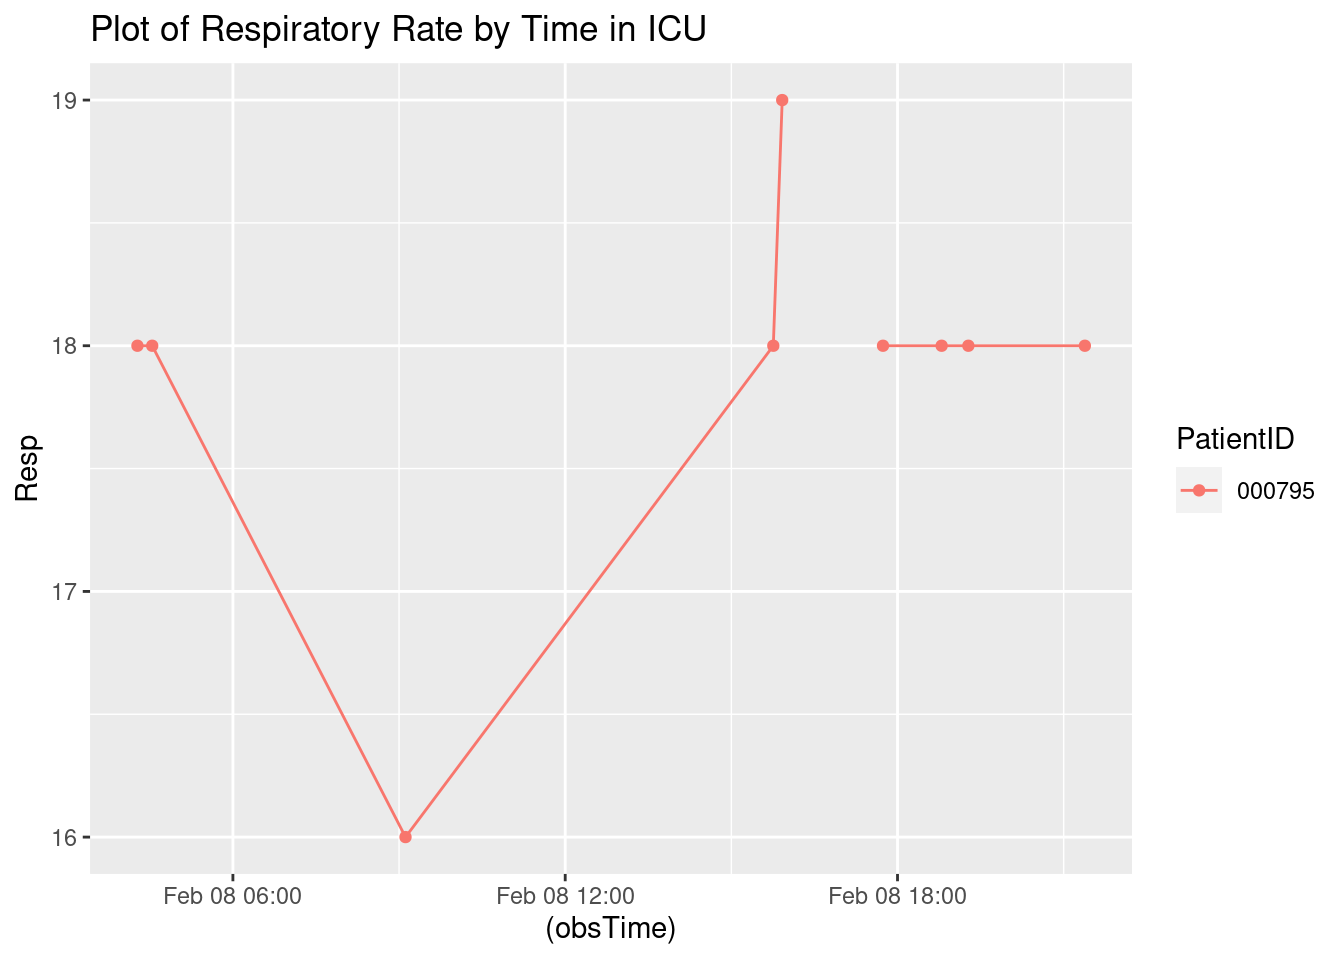 Plot of Respiratory Rate by Time in ICU
19
18
17
16
Resp
Feb 08 06:00
Feb 08 12:00
Feb 08 18:00
(obsTime)
PatientID
000795